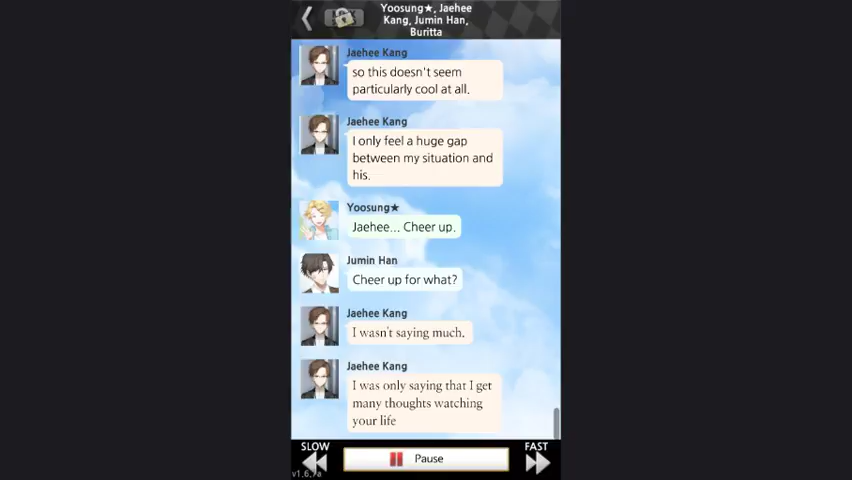 Yoosung★, Jaehee
Kang, Jumin Han,
Buritta
Jaehee Kang
so this doesn't seem
particularly cool at all.
Jaehee Kang
I only feel a huge gap
between my situation and
his.
Yoosung★
Jaehee... Cheer up.
Jumin Han
Cheer up for what?
Jaehee Kang
I wasn't saying much.
Jaehee Kang
I was only saying that I get
many thoughts watching
your life
SLOW
Pause
FAST